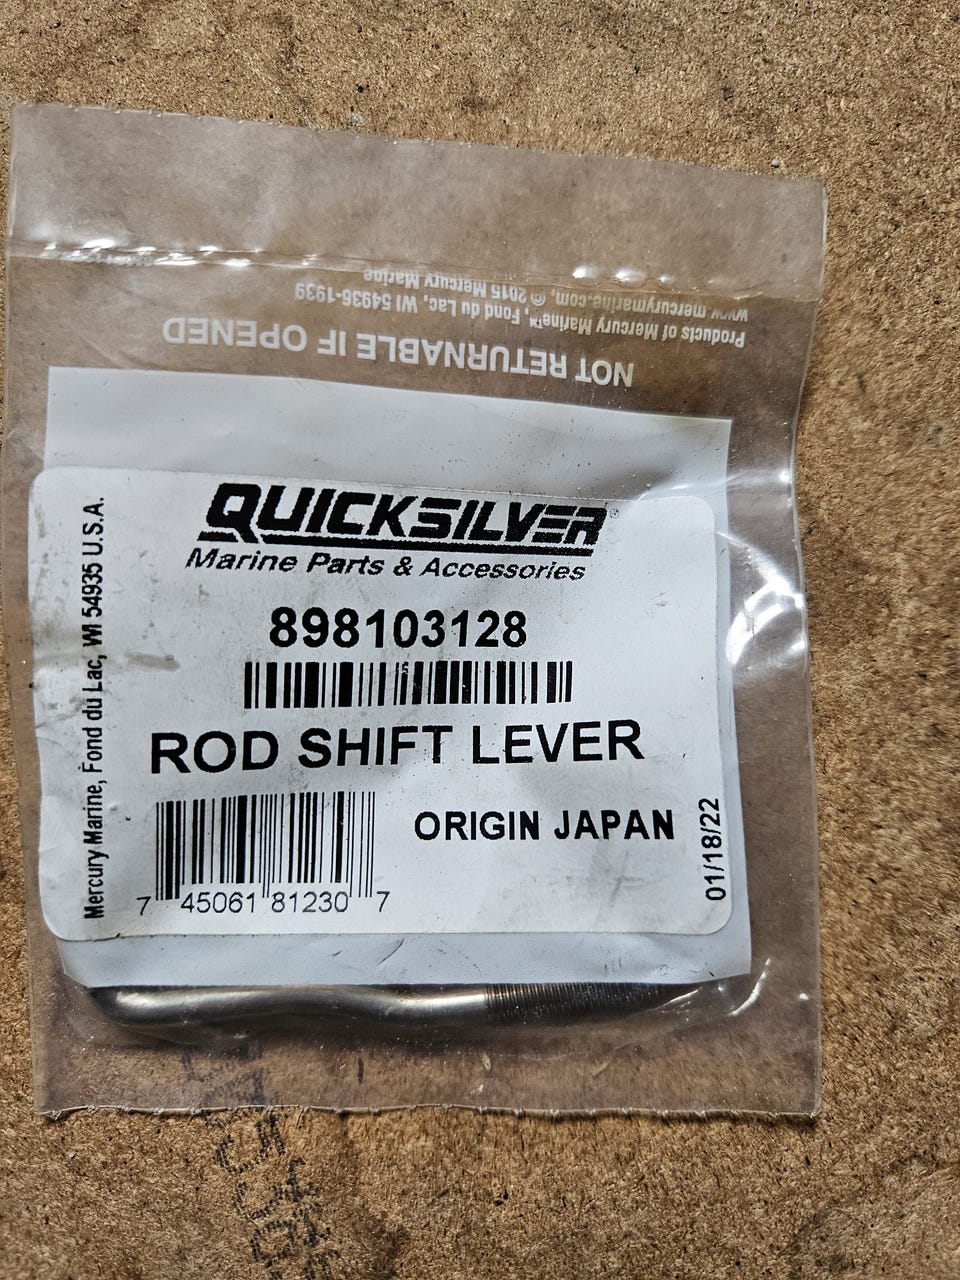 NOT RETURNABLE IF OPENED
Products of Mercury Marine™, Fond du Lac, WI 54936-1939
www.mercurymarine.com, © 2015 Mercury Marine
QUICKSILVER®
Marine Parts & Accessories
898103128
ROD SHIFT LEVER
ORIGIN JAPAN
7 45061 81230 7
01/18/22
Mercury Marine, Fond du Lac, WI 54935 U.S.A.